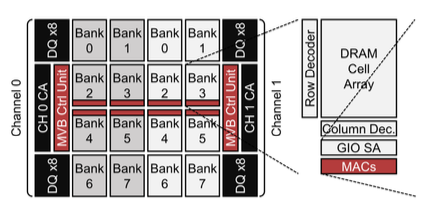 Channel 0
DQ x8
CH 0 CA
DQ x8
MVB Ctrl Unit
Bank 0
Bank 1
Bank 0
Bank 1
Bank 2
Bank 3
Bank 2
Bank 3
Bank 4
Bank 5
Bank 4
Bank 5
Bank 6
Bank 7
Bank 6
Bank 7
MVB Ctrl Unit
DQ x8
CH 1 CA
DQ x8
Channel 1
Row Decoder
DRAM
Cell
Array
Column Dec.
GIO SA
MACs